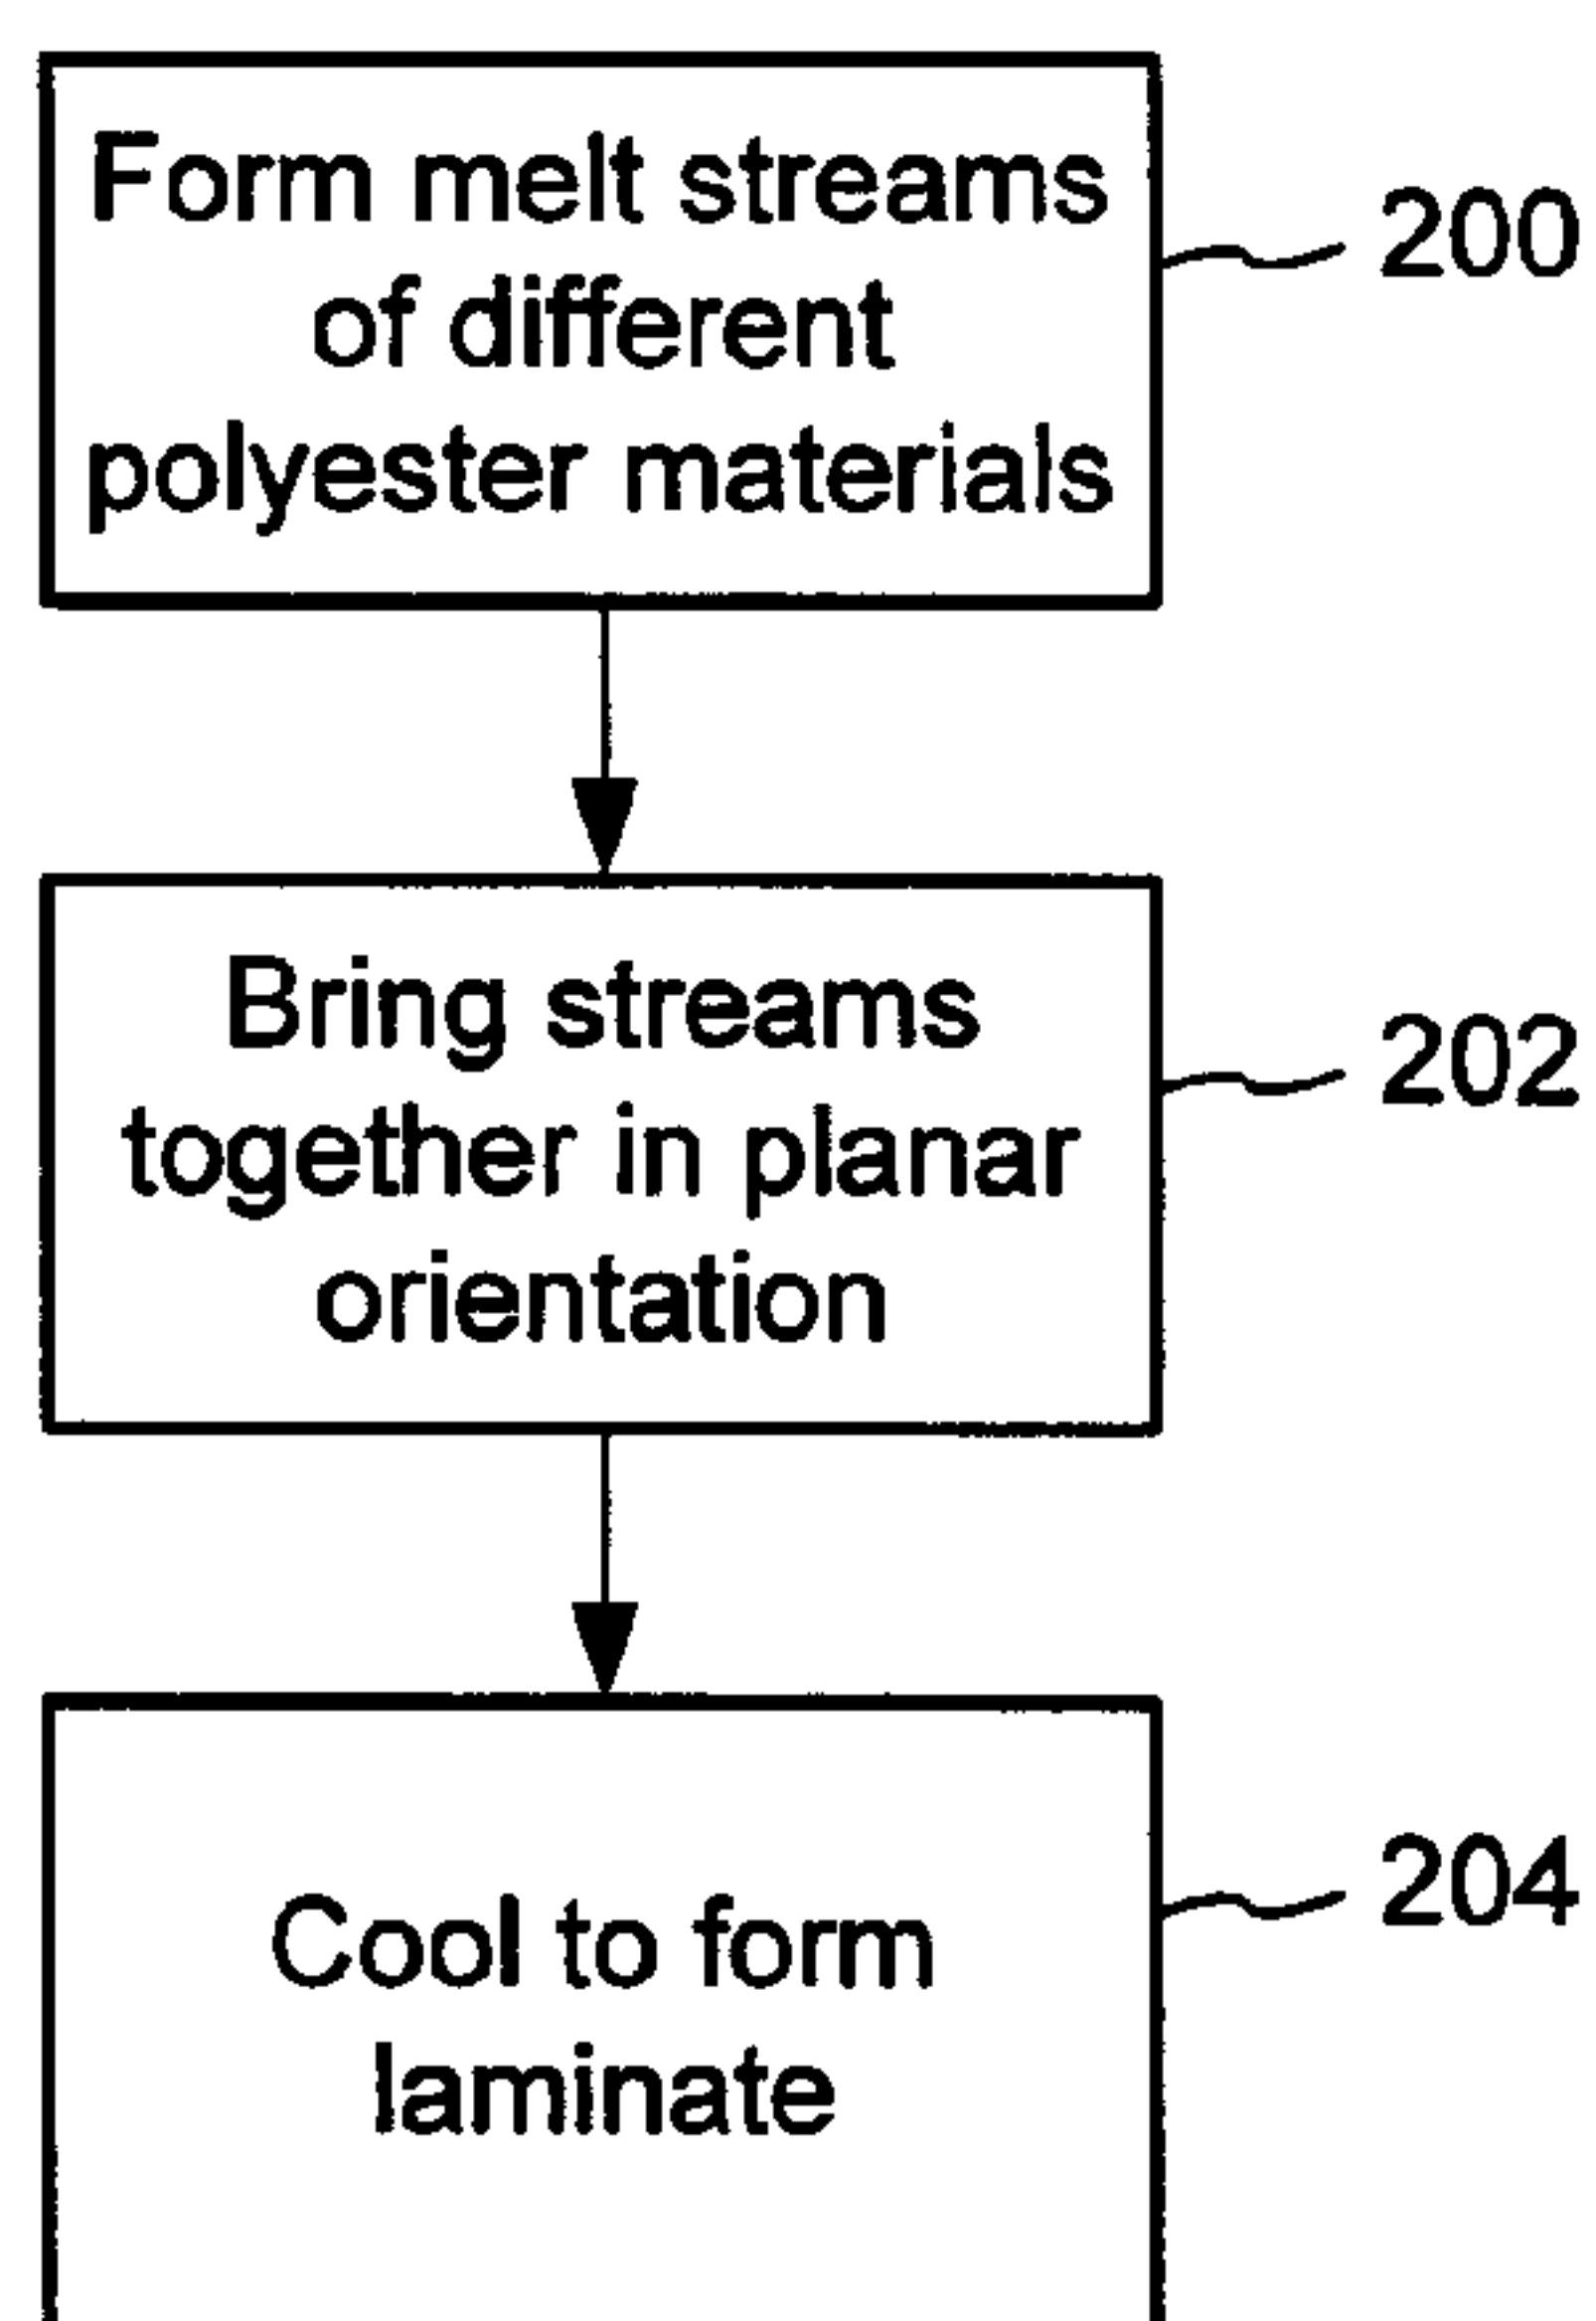 Form melt streams
of different
polyester materials
200
Bring streams
together in planar
orientation
202
Cool to form
laminate
204